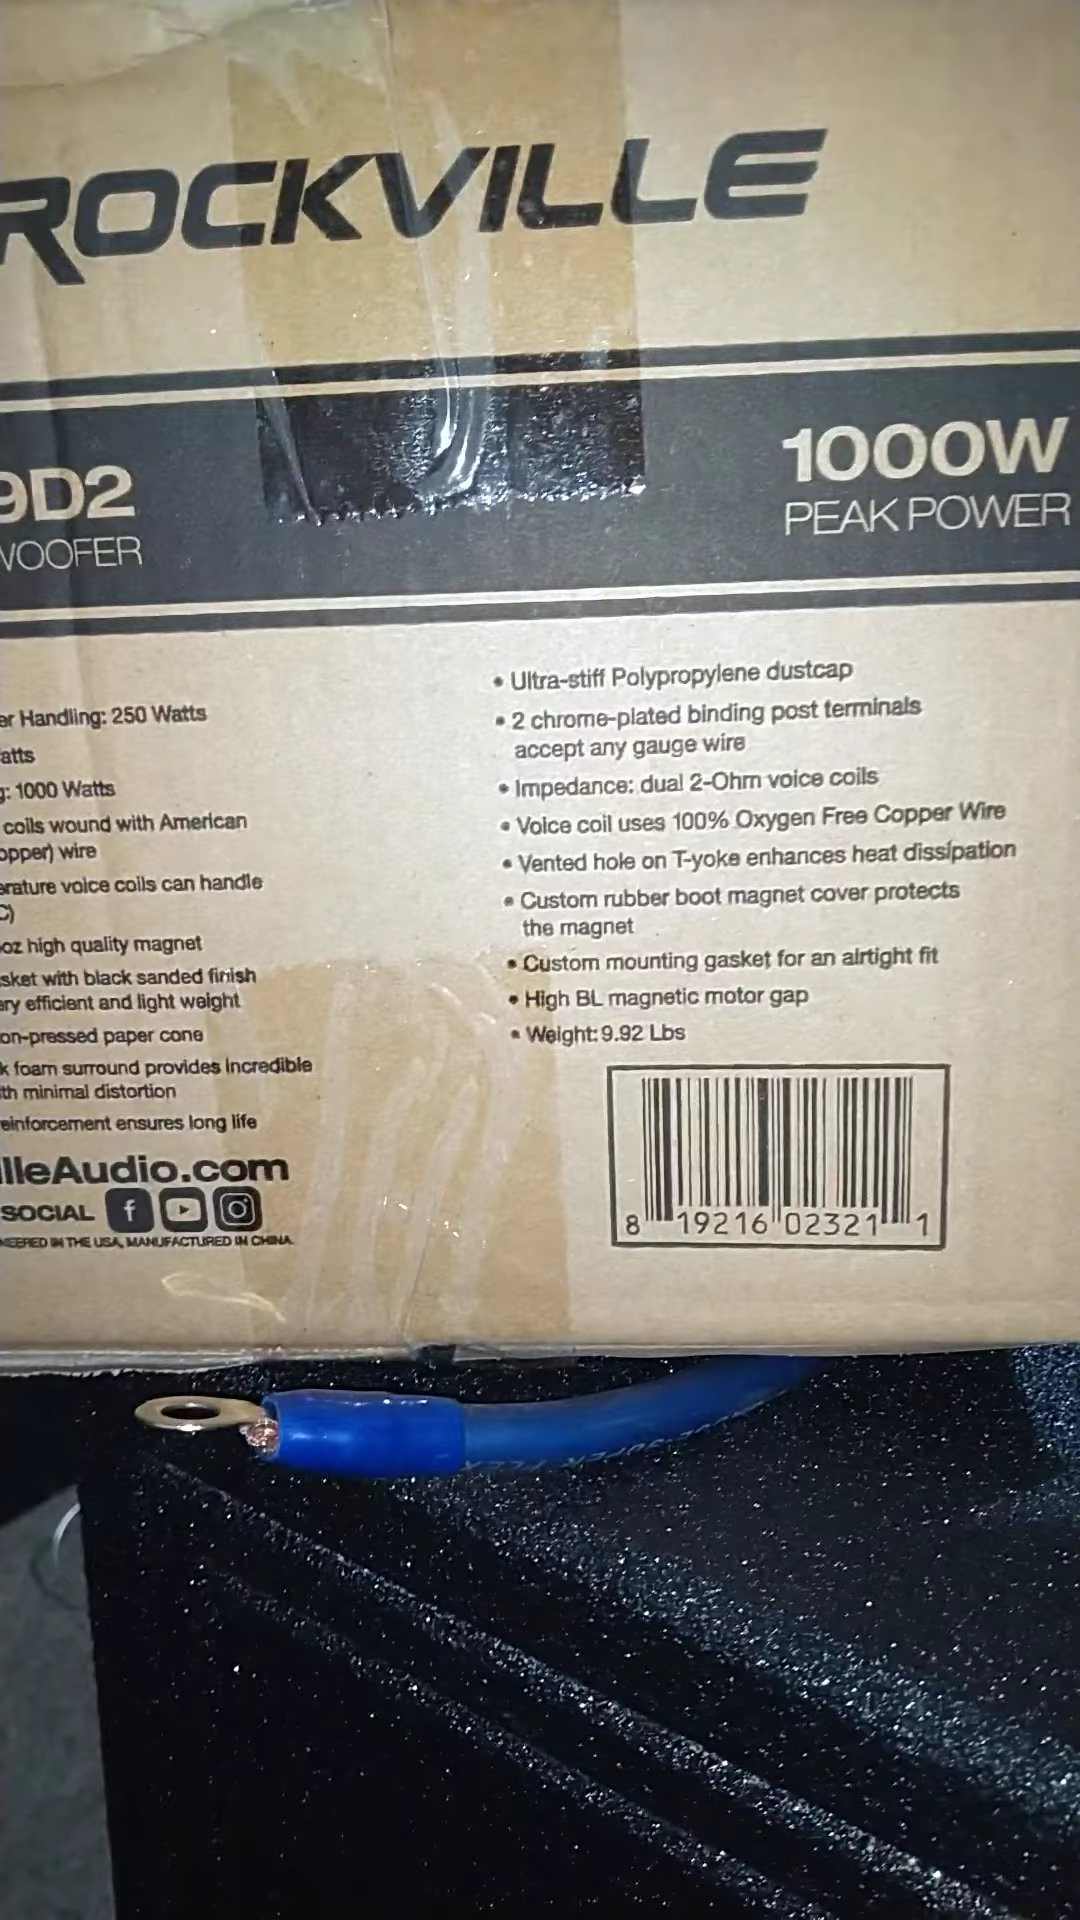 ROCKVILLE
9D2
WOOFER
1000W
PEAK POWER
er Handling: 250 Watts
atts
g: 1000 Watts
coils wound with American
opper) wire
erature voice coils can handle
C)
oz high quality magnet
sket with black sanded finish
ery efficient and light weight
on-pressed paper cone
k foam surround provides incredible
th minimal distortion
einforcement ensures long life
lleAudio.com
SOCIAL
NEERED IN THE USA, MANUFACTURED IN CHINA.
• Ultra-stiff Polypropylene dustcap
• 2 chrome-plated binding post terminals
accept any gauge wire
• Impedance: dual 2-Ohm voice coils
• Voice coil uses 100% Oxygen Free Copper Wire
• Vented hole on T-yoke enhances heat dissipation
• Custom rubber boot magnet cover protects
the magnet
• Custom mounting gasket for an airtight fit
• High BL magnetic motor gap
• Weight: 9.92 Lbs
8 19216 02321 1